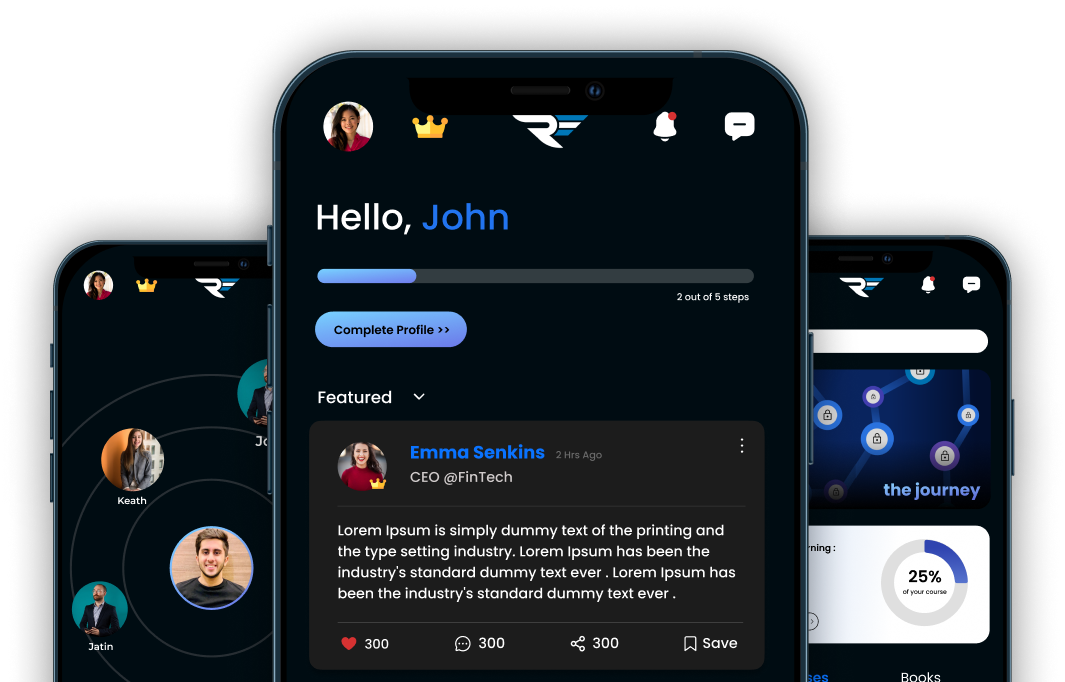 Hello, John
2 out of 5 steps
Complete Profile >>
Featured
Emma Senkins 2 Hrs Ago
CEO @FinTech
Lorem Ipsum is simply dummy text of the printing and
the type setting industry. Lorem Ipsum has been the
industry's standard dummy text ever . Lorem Ipsum has
been the industry's standard dummy text ever .
300 300 300 Save
Keath
Jatin
the journey
25%
of your course
Books